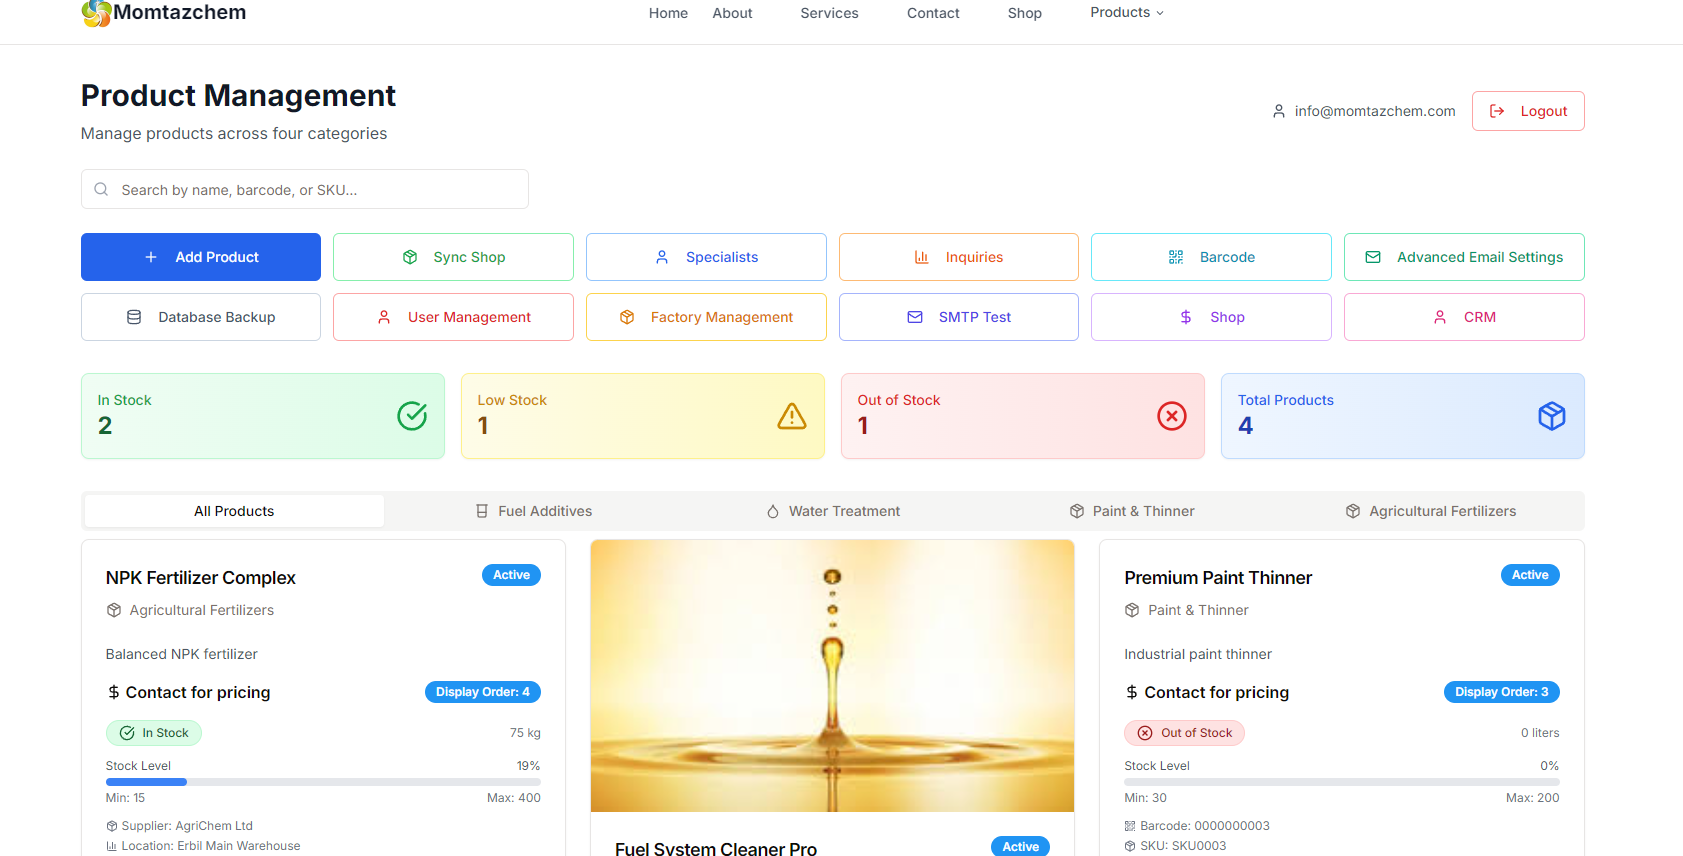 Momtazchem
Home
About
Services
Contact
Shop
Products
Product Management
Manage products across four categories
info@momtazchem.com
Logout
Search by name, barcode, or SKU...
Add Product
Sync Shop
Specialists
Inquiries
Barcode
Advanced Email Settings
Database Backup
User Management
Factory Management
SMTP Test
Shop
CRM
In Stock
2
Low Stock
1
Out of Stock
1
Total Products
4
All Products
Fuel Additives
Water Treatment
Paint & Thinner
Agricultural Fertilizers
NPK Fertilizer Complex
Active
Agricultural Fertilizers
Balanced NPK fertilizer
$ Contact for pricing
Display Order: 4
In Stock
75 kg
Stock Level
19%
Min: 15
Max: 400
Supplier: AgriChem Ltd
Location: Erbil Main Warehouse
Fuel System Cleaner Pro
Active
Premium Paint Thinner
Active
Paint & Thinner
Industrial paint thinner
$ Contact for pricing
Display Order: 3
Out of Stock
0 liters
Stock Level
0%
Min: 30
Max: 200
Barcode: 0000000003
SKU: SKU0003